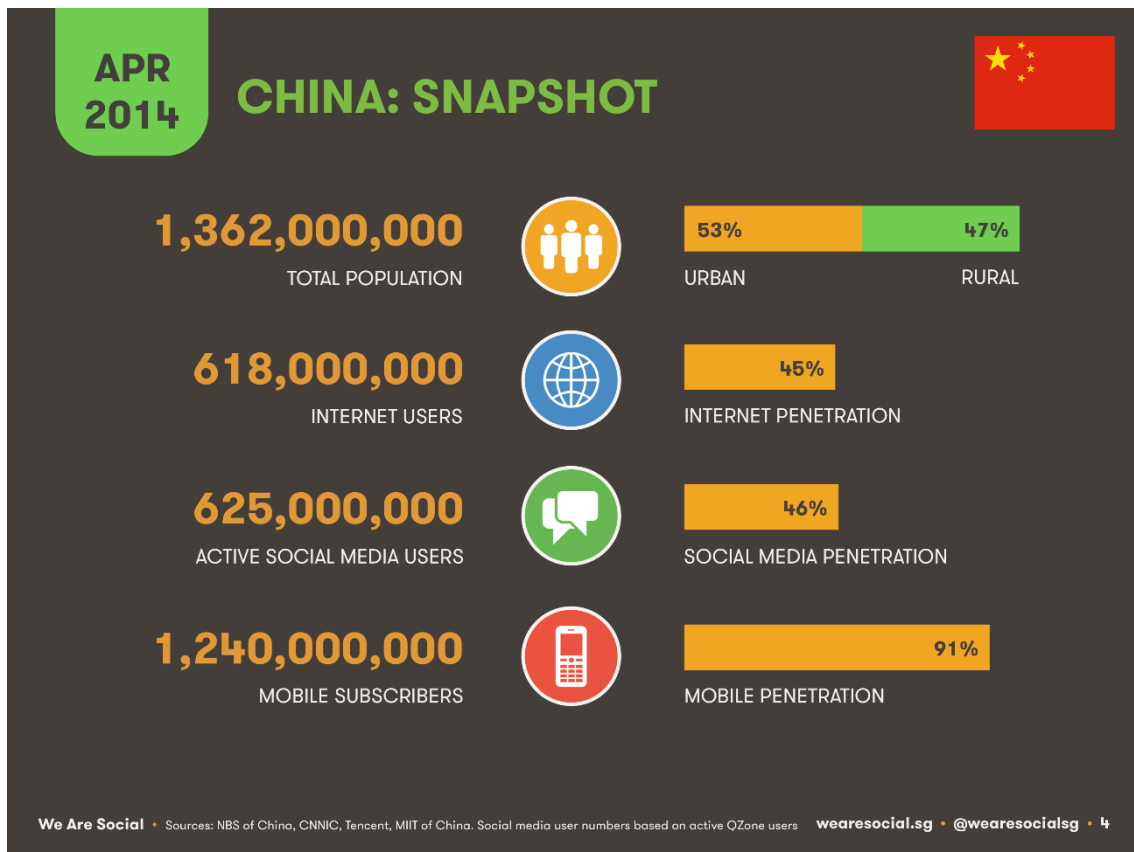 APR
2014
CHINA: SNAPSHOT
1,362,000,000
TOTAL POPULATION
53%
47%
URBAN
RURAL
618,000,000
INTERNET USERS
45%
INTERNET PENETRATION
625,000,000
ACTIVE SOCIAL MEDIA USERS
46%
SOCIAL MEDIA PENETRATION
1,240,000,000
MOBILE SUBSCRIBERS
91%
MOBILE PENETRATION
We Are Social • Sources: NBS of China, CNNIC, Tencent, MIIT of China. Social media user numbers based on active QZone users wearesocial.sg • @wearesocialsg • 4